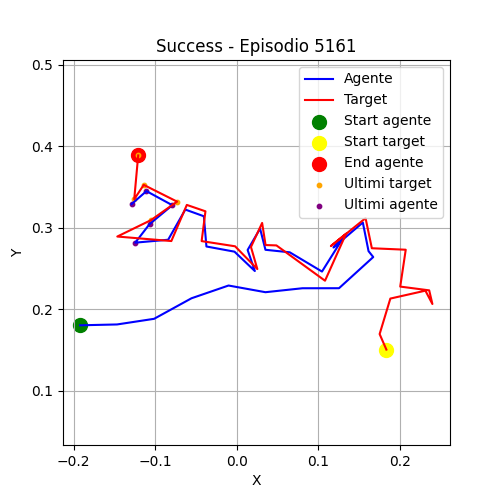 Success - Episodio 5161
Agente
Target
Start agente
Start target
End agente
Ultimi target
Ultimi agente
0.5
0.4
0.3
0.2
0.1
Y
−0.2 −0.1 0.0 0.1 0.2
X